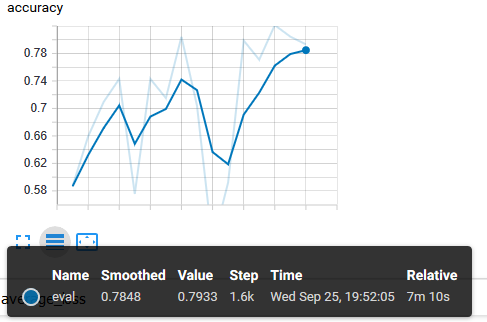 accuracy
0.78
0.74
0.7
0.66
0.62
0.58
Name Smoothed Value Step Time Relative
eval 0.7848 0.7933 1.6k Wed Sep 25, 19:52:05 7m 10s
average_loss